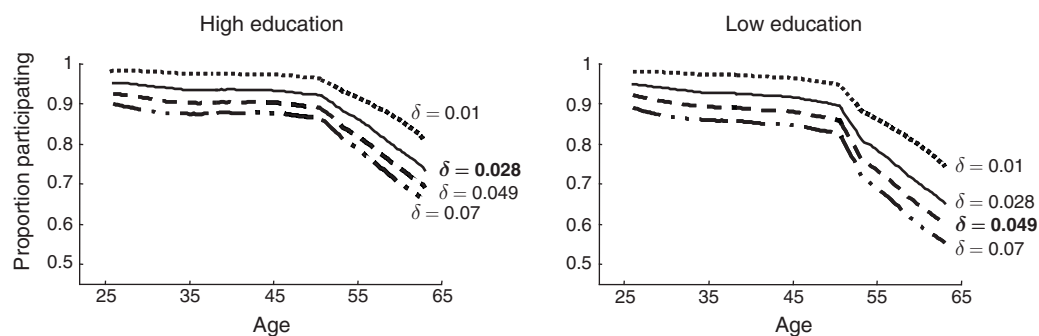 High education
Proportion participating
1
0.9
0.8
0.7
0.6
0.5
25
35
45
55
65
Age
δ = 0.01
δ = 0.028
δ = 0.049
δ = 0.07
Low education
1
0.9
0.8
0.7
0.6
0.5
25
35
45
55
65
Age
δ = 0.01
δ = 0.028
δ = 0.049
δ = 0.07